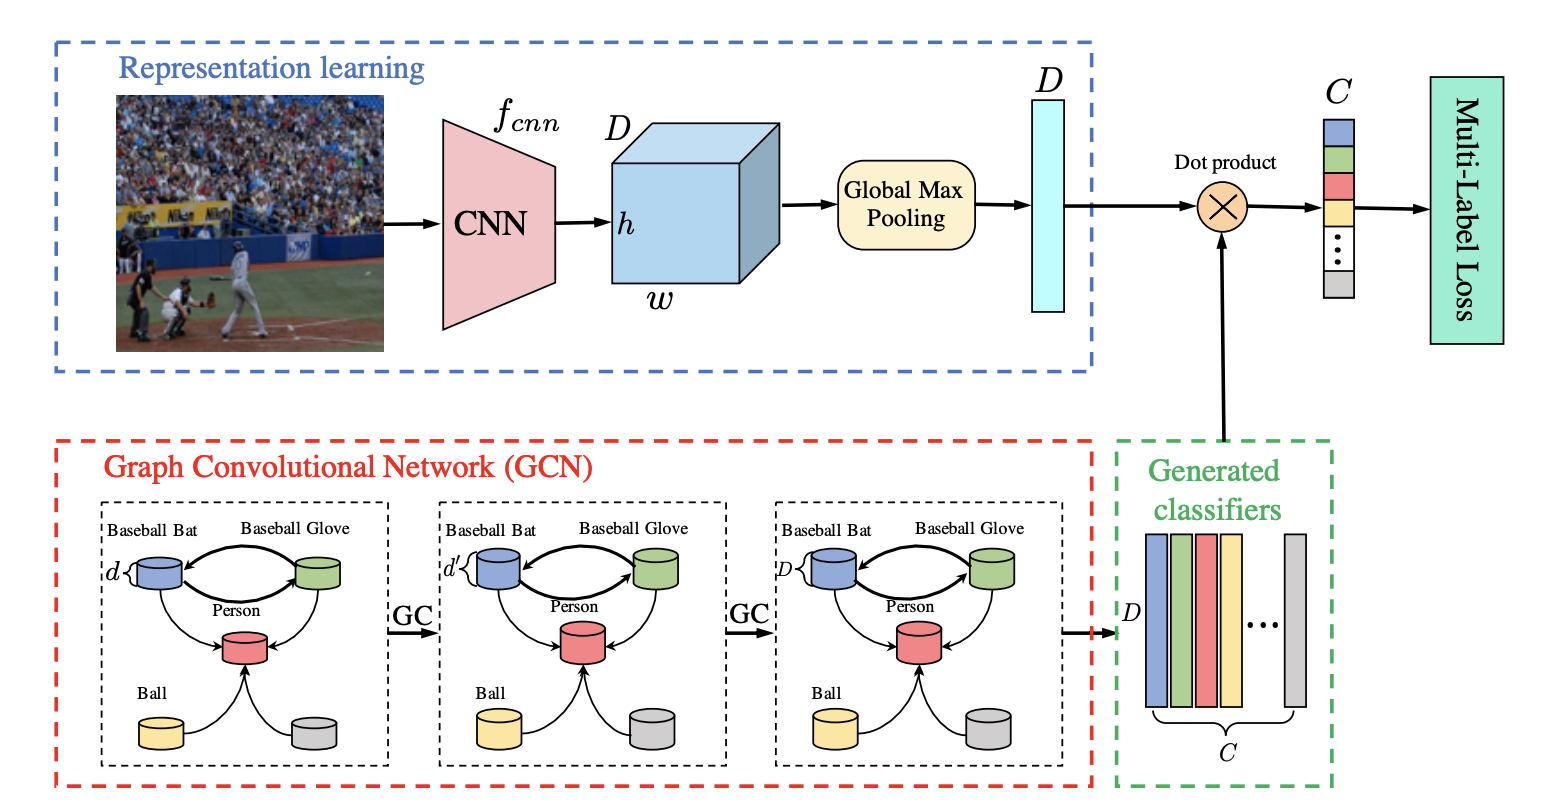 Representation learning
f_{cnn}
D
CNN
h
w
Global Max
Pooling
D
Dot product
C
Multi-Label Loss
Graph Convolutional Network (GCN)
Baseball Bat
Baseball Glove
d
Person
Ball
GC
Baseball Bat
Baseball Glove
d′
Person
Ball
GC
Baseball Bat
Baseball Glove
D
Person
Ball
Generated
classifiers
D
...
C